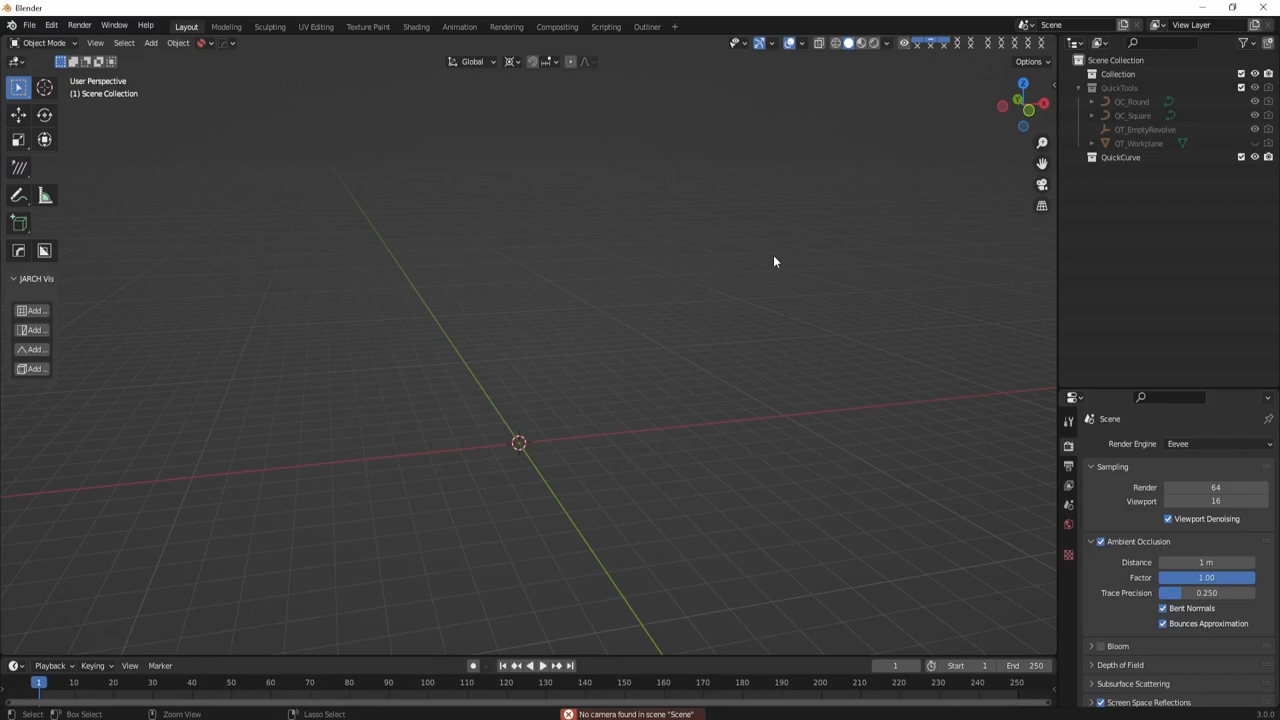 Blender
File Edit Render Window Help Layout Modeling Sculpting UV Editing Texture Paint Shading Animation Rendering Compositing Scripting Outliner + Scene View Layer
Object Mode View Select Add Object
Global Options
User Perspective
(1) Scene Collection
Z
X
Y
JARCH Vis
Add ...
Add ...
Add ...
Add ...
Scene Collection
Collection
QuickTools
QC_Round
QC_Square
QT_EmptyRevolve
QT_Workplane
QuickCurve
Scene
Render Engine Eevee
Sampling
Render 64
Viewport 16
Viewport Denoising
Ambient Occlusion
Distance 1 m
Factor 1.00
Trace Precision 0.250
Bent Normals
Bounces Approximation
Bloom
Depth of Field
Subsurface Scattering
Screen Space Reflections
Playback Keying View Marker 1 Start 1 End 250
1 10 20 30 40 50 60 70 80 90 100 110 120 130 140 150 160 170 180 190 200 210 220 230 240 250
Select Box Select Zoom View Lasso Select No camera found in scene "Scene" 3.0.0